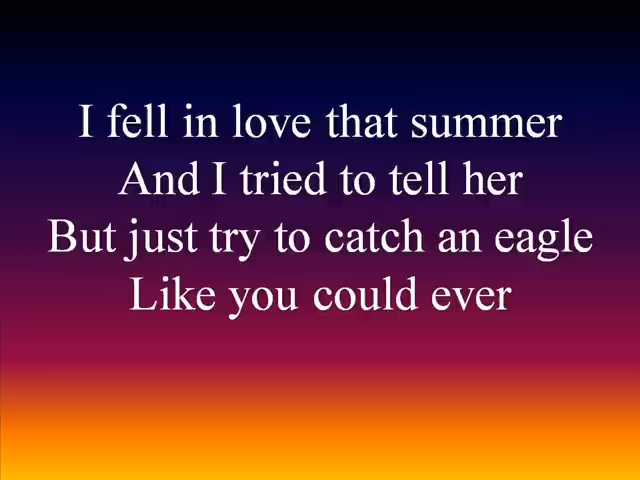 I fell in love that summer
And I tried to tell her
But just try to catch an eagle
Like you could ever